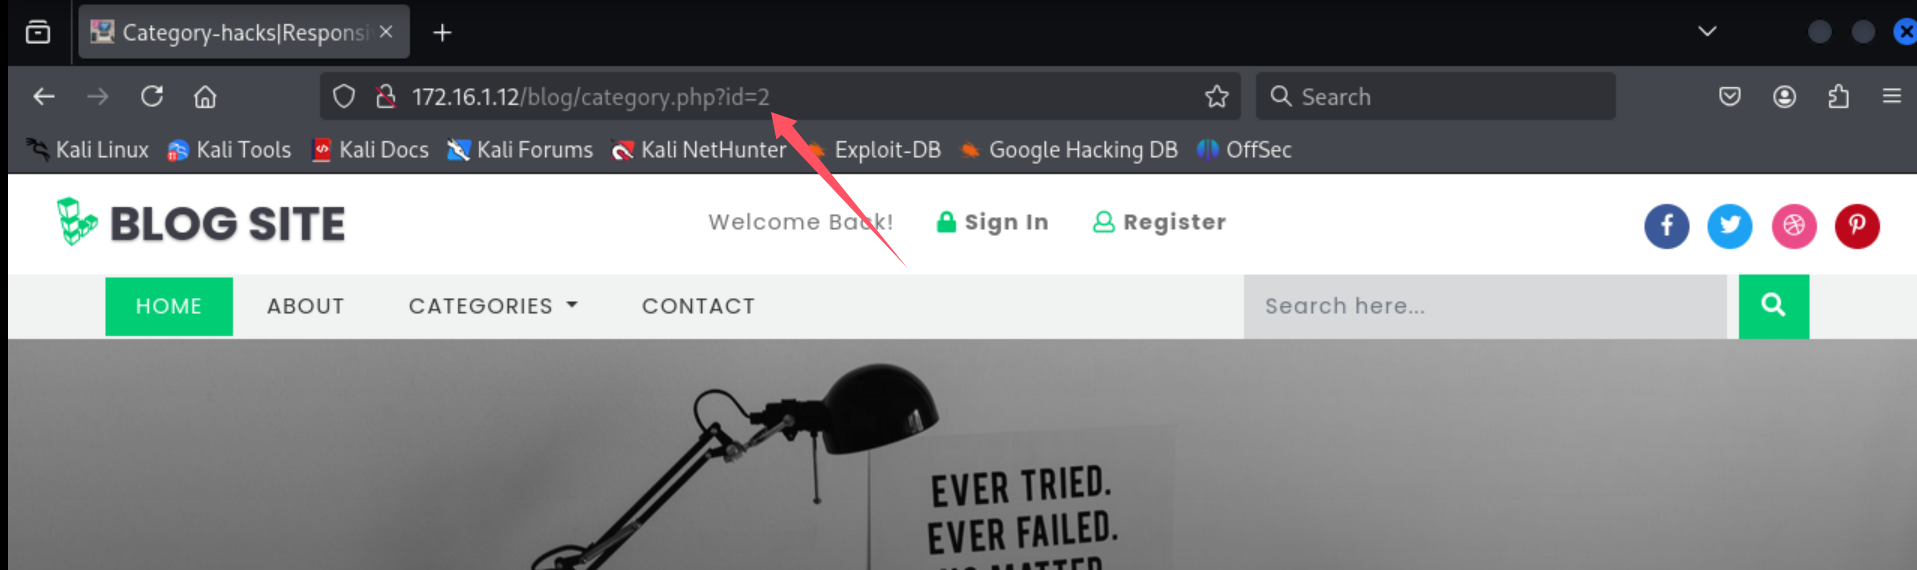 Category-hacks|Responsi
172.16.1.12/blog/category.php?id=2
Search
Kali Linux Kali Tools Kali Docs Kali Forums Kali NetHunter Exploit-DB Google Hacking DB OffSec
BLOG SITE
Welcome Back! Sign In Register
HOME ABOUT CATEGORIES CONTACT
Search here...
EVER TRIED.
EVER FAILED.
NO MATTER.